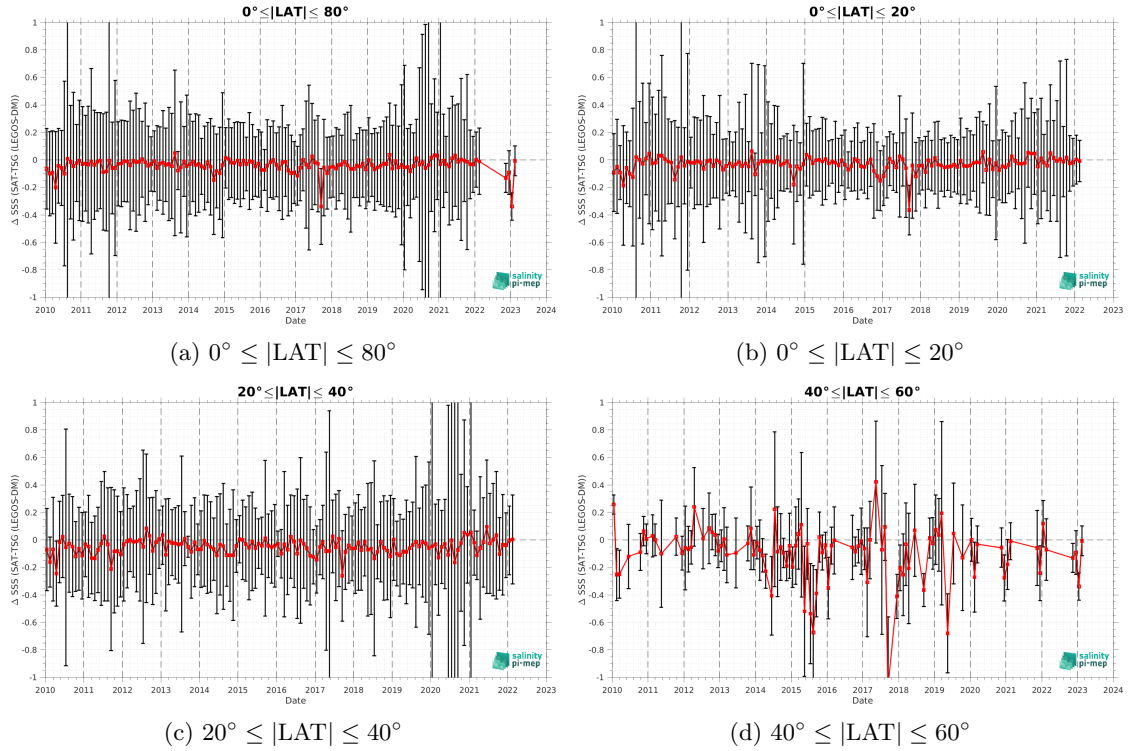 0°≤|LAT|≤ 80°
Δ SSS (SAT-TSG (LEGOS-DM))
1
0.8
0.6
0.4
0.2
0
-0.2
-0.4
-0.6
-0.8
-1
2010 2011 2012 2013 2014 2015 2016 2017 2018 2019 2020 2021 2022 2023 2024
Date
salinity
pi-mep
(a) 0° ≤ |LAT| ≤ 80°
0°≤|LAT|≤ 20°
Δ SSS (SAT-TSG (LEGOS-DM))
1
0.8
0.6
0.4
0.2
0
-0.2
-0.4
-0.6
-0.8
-1
2010 2011 2012 2013 2014 2015 2016 2017 2018 2019 2020 2021 2022 2023
Date
salinity
pi-mep
(b) 0° ≤ |LAT| ≤ 20°
20°≤|LAT|≤ 40°
Δ SSS (SAT-TSG (LEGOS-DM))
1
0.8
0.6
0.4
0.2
0
-0.2
-0.4
-0.6
-0.8
-1
2010 2011 2012 2013 2014 2015 2016 2017 2018 2019 2020 2021 2022 2023
Date
salinity
pi-mep
(c) 20° ≤ |LAT| ≤ 40°
40°≤|LAT|≤ 60°
Δ SSS (SAT-TSG (LEGOS-DM))
1
0.8
0.6
0.4
0.2
0
-0.2
-0.4
-0.6
-0.8
-1
2010 2011 2012 2013 2014 2015 2016 2017 2018 2019 2020 2021 2022 2023 2024
Date
salinity
pi-mep
(d) 40° ≤ |LAT| ≤ 60°